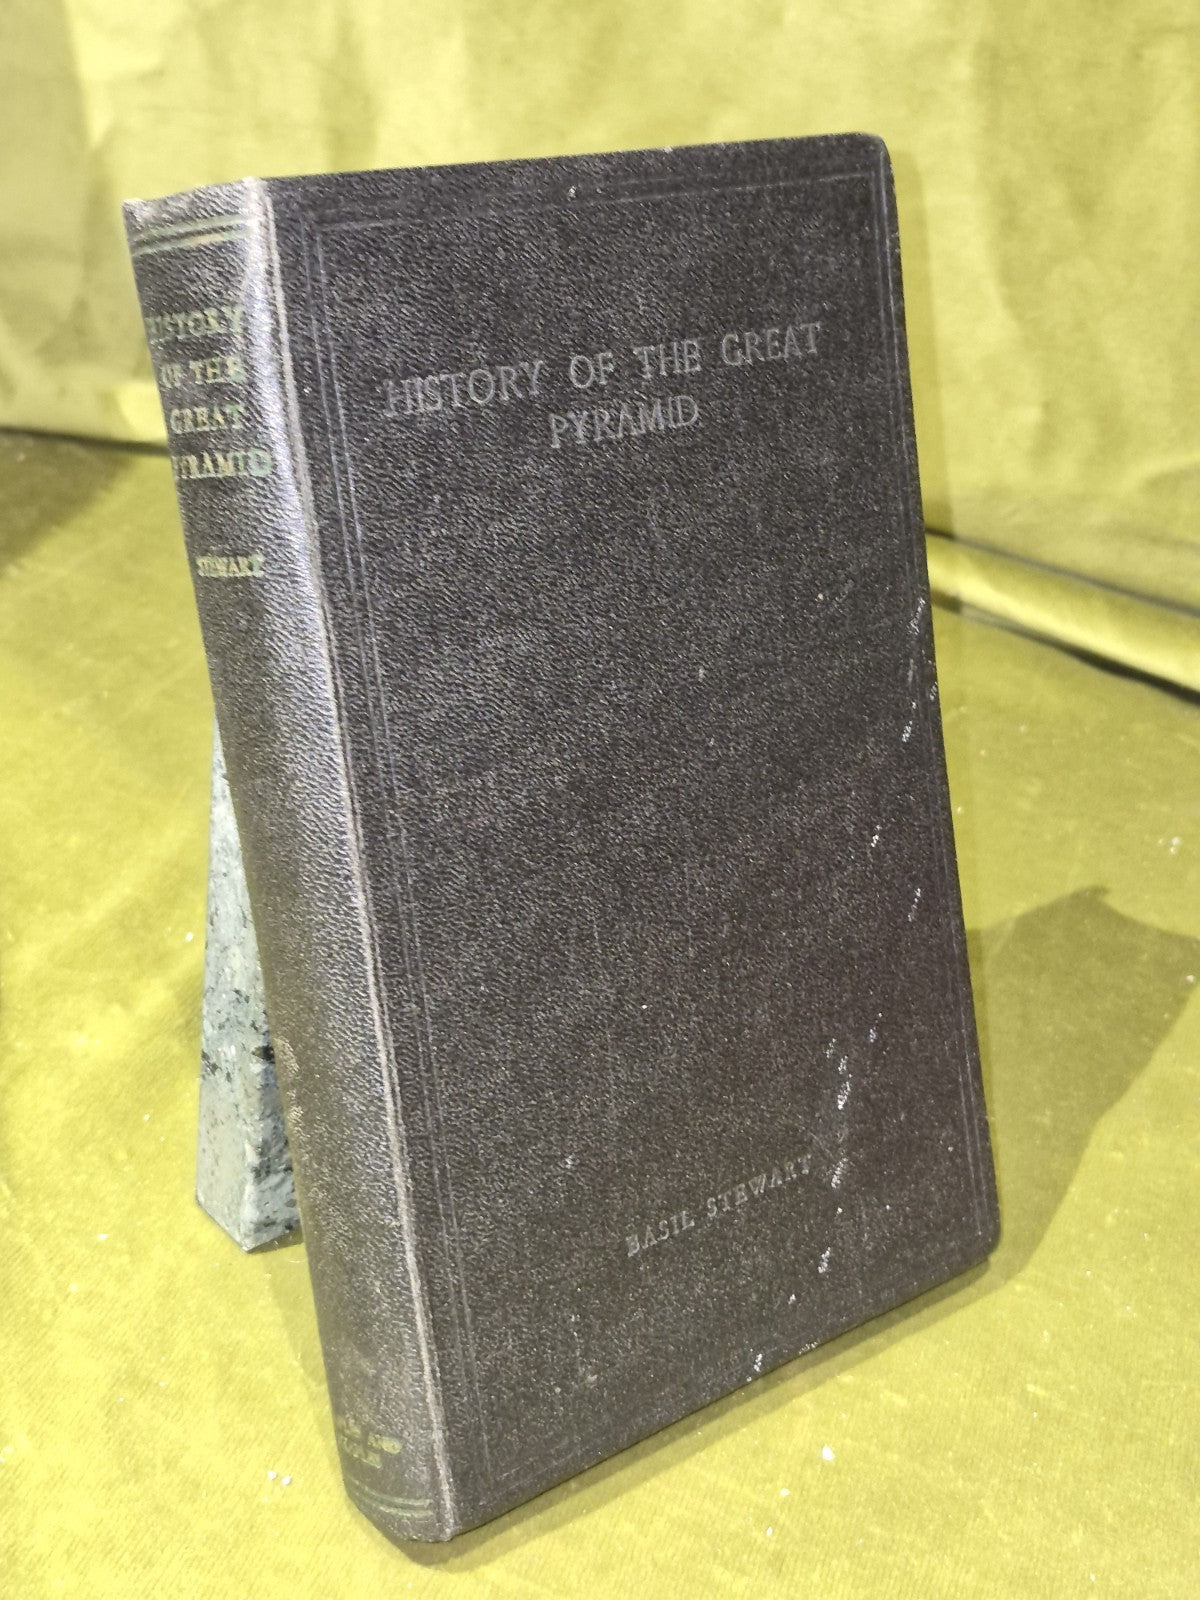 HISTORY
OF THE
GREAT
PYRAMID
STEWART
HISTORY OF THE GREAT
PYRAMID
BASIL STEWART